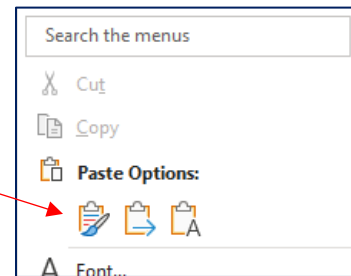 Search the menus
Cut
Copy
Paste Options:
A
Font...